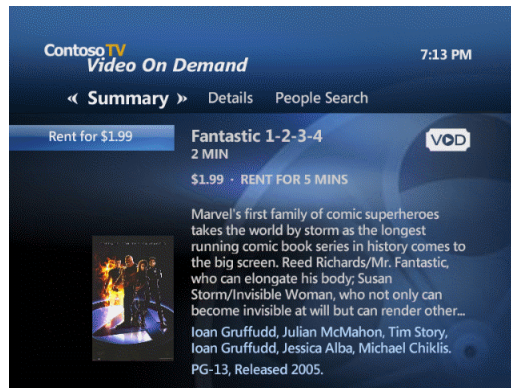 ContosoTV
Video On Demand
7:13 PM
« Summary » Details People Search
Rent for $1.99
Fantastic 1-2-3-4
VOD
2 MIN
$1.99 · RENT FOR 5 MINS
Marvel's first family of comic superheroes
takes the world by storm as the longest
running comic book series in history comes to
the big screen. Reed Richards/Mr. Fantastic,
who can elongate his body; Susan
Storm/Invisible Woman, who not only can
become invisible at will but can render other...
Ioan Gruffudd, Julian McMahon, Tim Story,
Ioan Gruffudd, Jessica Alba, Michael Chiklis.
PG-13, Released 2005.